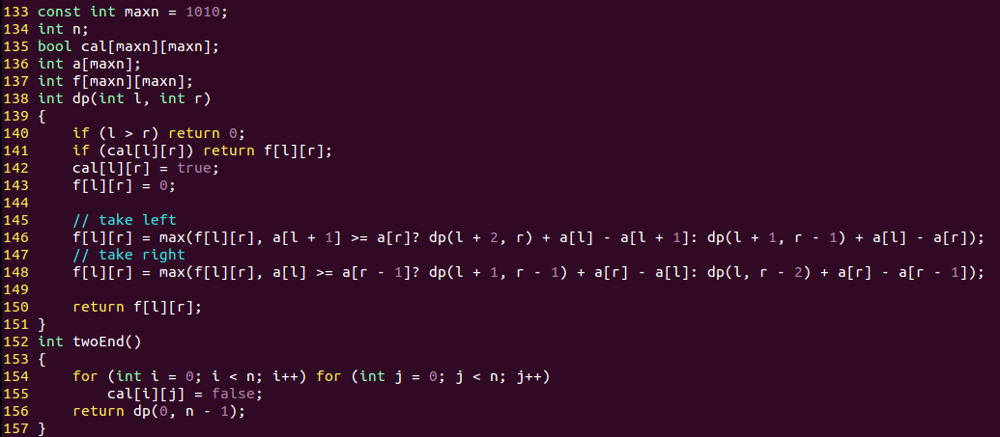 133 const int maxn = 1010;
134 int n;
135 bool cal[maxn][maxn];
136 int a[maxn];
137 int f[maxn][maxn];
138 int dp(int l, int r)
139 {
140     if (l > r) return 0;
141     if (cal[l][r]) return f[l][r];
142     cal[l][r] = true;
143     f[l][r] = 0;
144
145     // take left
146     f[l][r] = max(f[l][r], a[l + 1] >= a[r]? dp(l + 2, r) + a[l] - a[l + 1]: dp(l + 1, r - 1) + a[l] - a[r]);
147     // take right
148     f[l][r] = max(f[l][r], a[l] >= a[r - 1]? dp(l + 1, r - 1) + a[r] - a[l]: dp(l, r - 2) + a[r] - a[r - 1]);
149
150     return f[l][r];
151 }
152 int twoEnd()
153 {
154     for (int i = 0; i < n; i++) for (int j = 0; j < n; j++)
155         cal[i][j] = false;
156     return dp(0, n - 1);
157 }